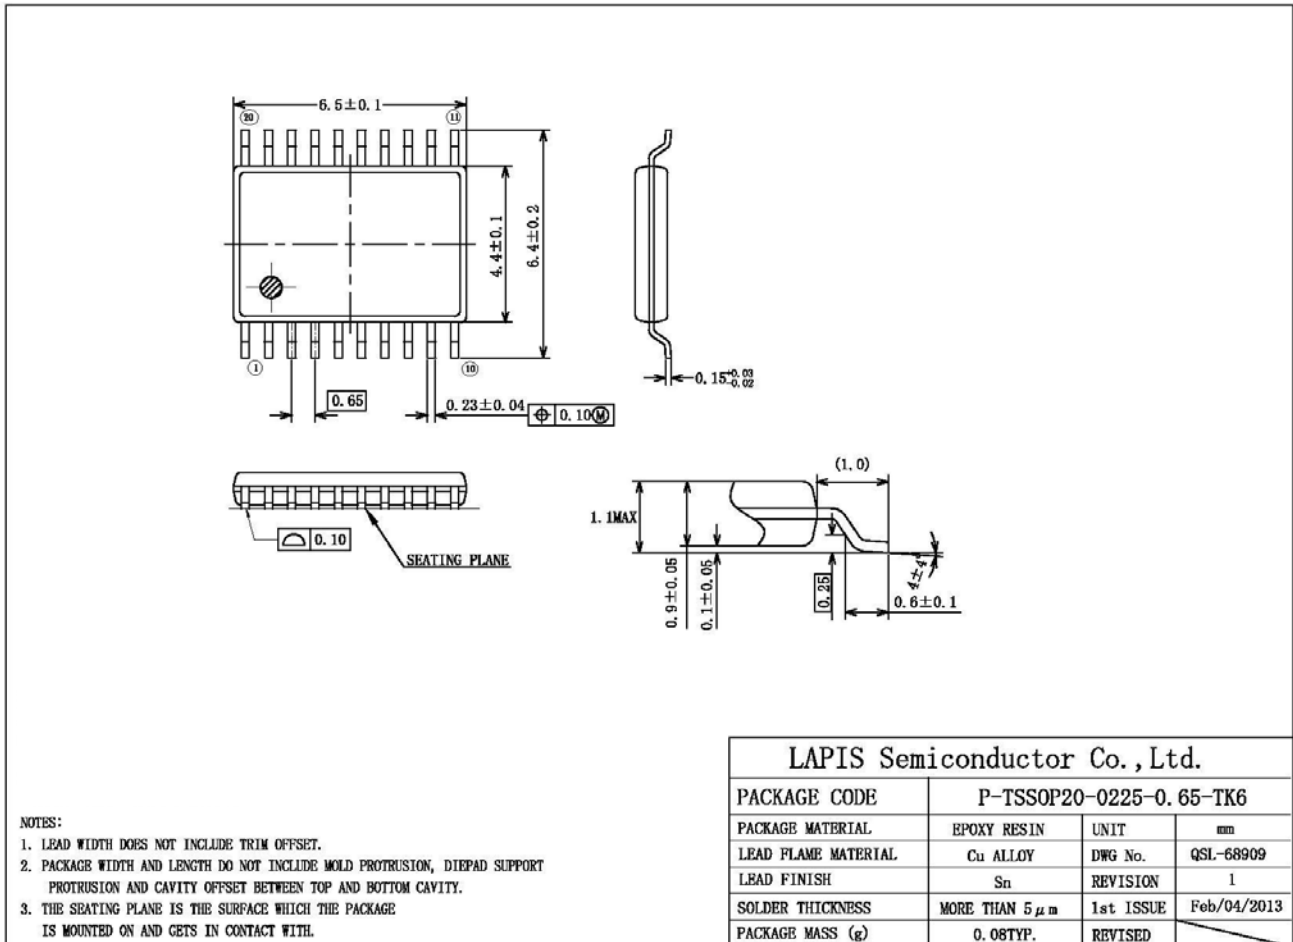 6.5±0.1
20
11
4.4±0.1
6.4±0.2
1
10
0.65
0.23±0.04
⌖ 0.10Ⓜ
0.15+0.03-0.02
(1.0)
1.1MAX
⌓ 0.10
SEATING PLANE
0.9±0.05
0.1±0.05
0.25
4±4°
0.6±0.1
NOTES:
1. LEAD WIDTH DOES NOT INCLUDE TRIM OFFSET.
2. PACKAGE WIDTH AND LENGTH DO NOT INCLUDE MOLD PROTRUSION, DIEPAD SUPPORT
PROTRUSION AND CAVITY OFFSET BETWEEN TOP AND BOTTOM CAVITY.
3. THE SEATING PLANE IS THE SURFACE WHICH THE PACKAGE
IS MOUNTED ON AND GETS IN CONTACT WITH.
LAPIS Semiconductor Co.,Ltd.
PACKAGE CODE P-TSSOP20-0225-0.65-TK6
PACKAGE MATERIAL EPOXY RESIN UNIT mm
LEAD FLAME MATERIAL Cu ALLOY DWG No. QSL-68909
LEAD FINISH Sn REVISION 1
SOLDER THICKNESS MORE THAN 5μm 1st ISSUE Feb/04/2013
PACKAGE MASS (g) 0.08TYP. REVISED